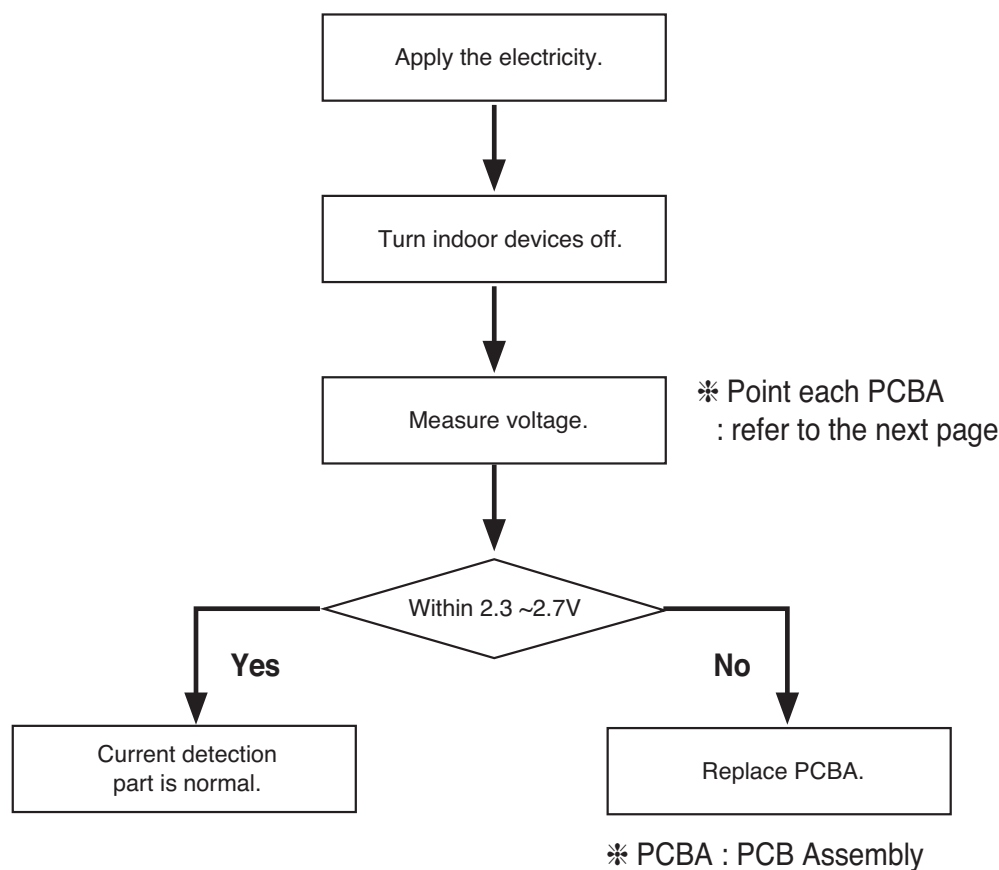 Apply the electricity.
Turn indoor devices off.
Measure voltage.
❈ Point each PCBA
: refer to the next page
Within 2.3 ~2.7V
Yes
No
Current detection
part is normal.
Replace PCBA.
❈ PCBA : PCB Assembly